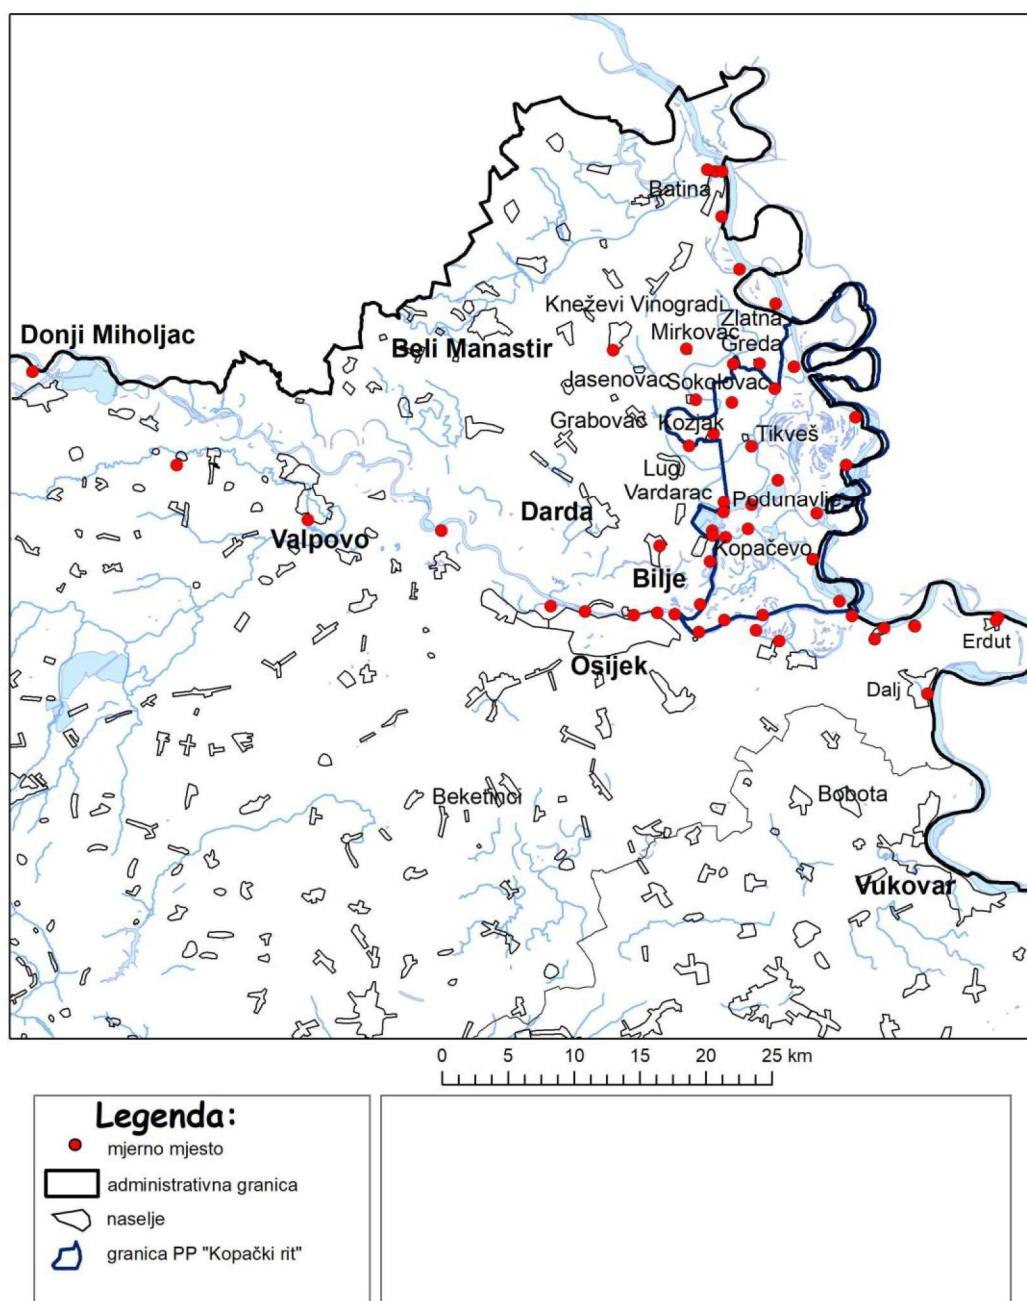 Batina
Kneževi Vinogradi
Zlatna
Greda
Mirkovac
Donji Miholjac
Beli Manastir
Jasenovac
Sokolovac
Grabovac
Kozjak
Tikveš
Lug
Vardarac
Podunavlje
Darda
Valpovo
Kopačevo
Bilje
Erdut
Osijek
Dalj
Beketinci
Bobota
Vukovar
0 5 10 15 20 25 km
Legenda:
mjerno mjesto
administrativna granica
naselje
granica PP "Kopački rit"